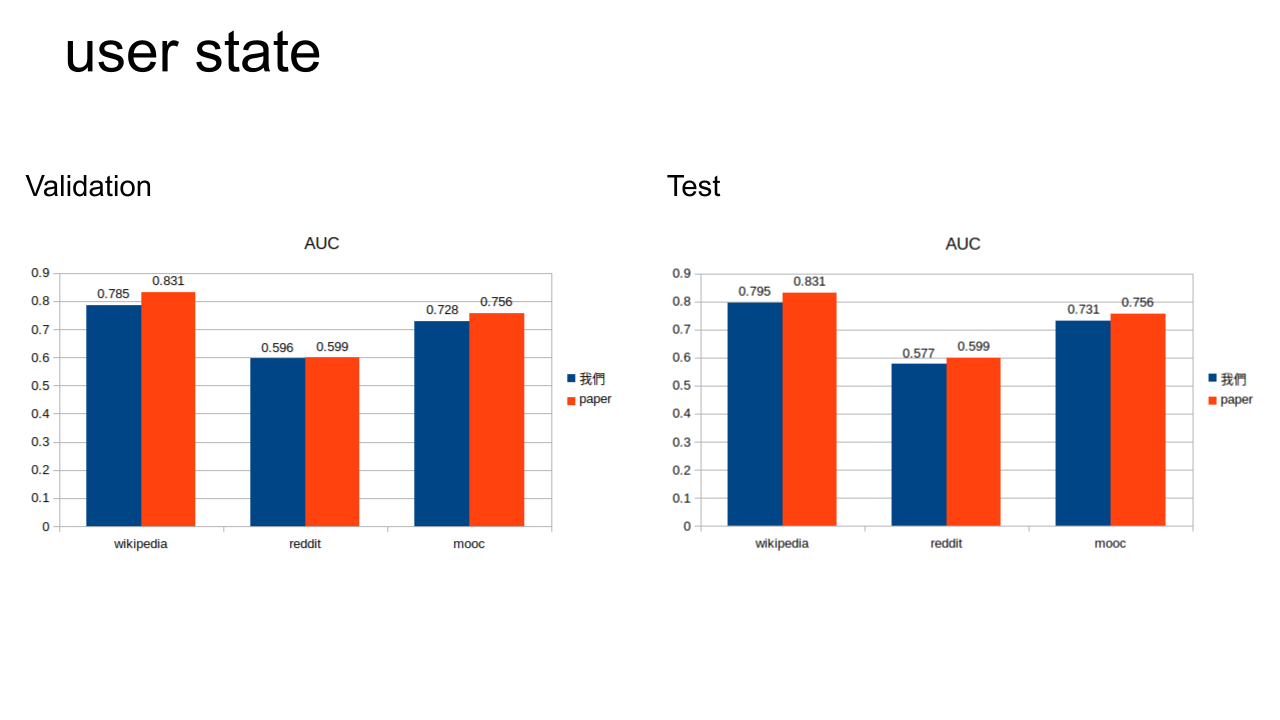 user state
Validation
AUC
0.9
0.8
0.7
0.6
0.5
0.4
0.3
0.2
0.1
0
0.785
0.831
0.596
0.599
0.728
0.756
wikipedia
reddit
mooc
我們
paper
Test
AUC
0.9
0.8
0.7
0.6
0.5
0.4
0.3
0.2
0.1
0
0.795
0.831
0.577
0.599
0.731
0.756
wikipedia
reddit
mooc
我們
paper